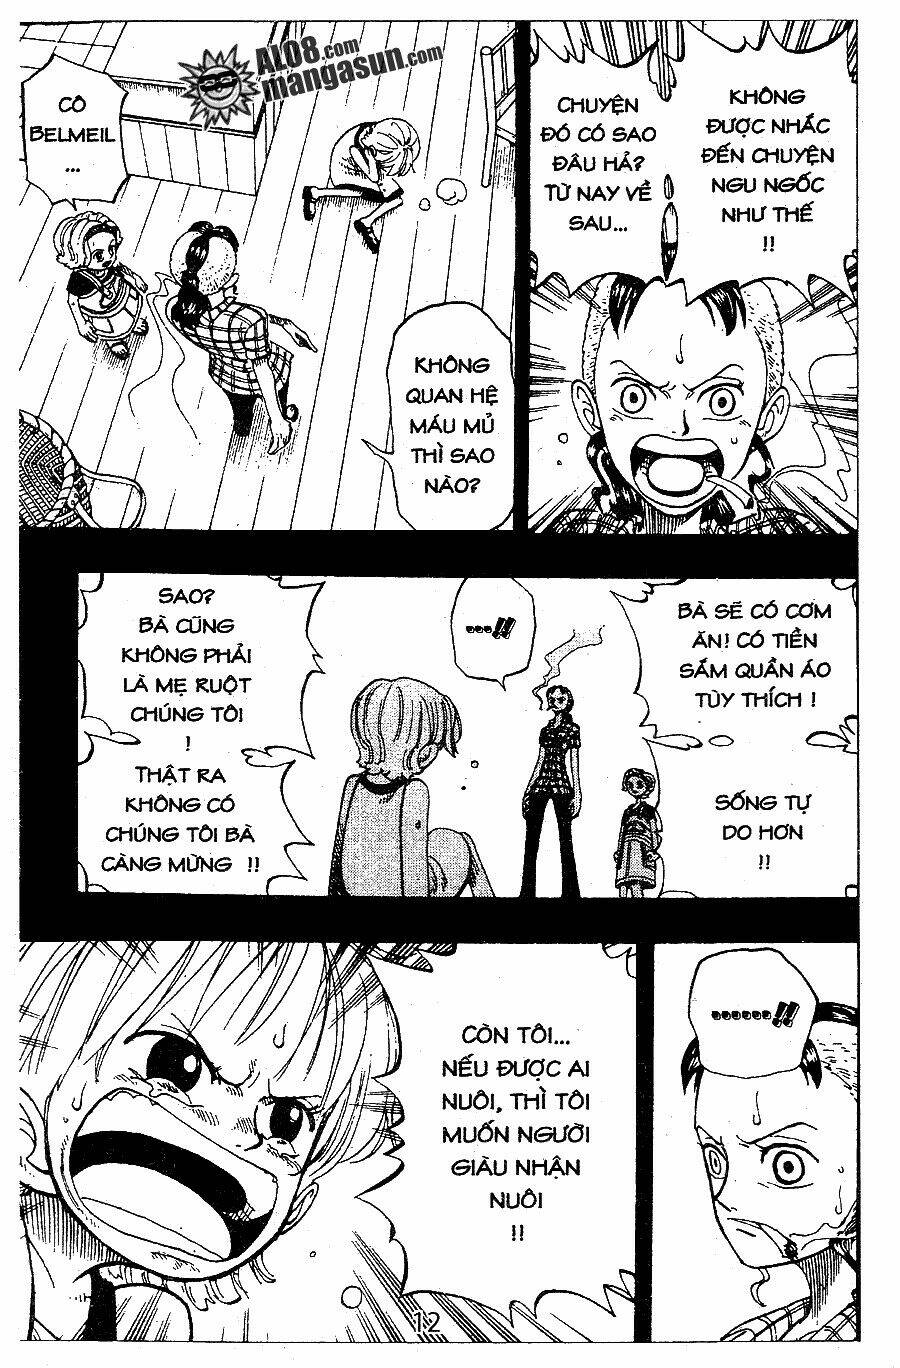 AL08.com
mangasun.com
KHÔNG
ĐƯỢC NHẮC
ĐẾN CHUYỆN
NGU NGỐC
NHƯ THẾ
!!
CHUYỆN
ĐÓ CÓ SAO
ĐÂU HẢ?
TỪ NAY VỀ
SAU...
CÔ
BELMEIL
...
KHÔNG
QUAN HỆ
MÁU MỦ
THÌ SAO
NÀO?
BÀ SẼ CÓ CƠM
ĂN! CÓ TIỀN
SẮM QUẦN ÁO
TÙY THÍCH !
SỐNG TỰ
DO HƠN
!!
...!!
SAO?
BÀ CŨNG
KHÔNG PHẢI
LÀ MẸ RUỘT
CHÚNG TÔI
!
THẬT RA
KHÔNG CÓ
CHÚNG TÔI BÀ
CÀNG MỪNG !!
......!!
CÒN TÔI...
NẾU ĐƯỢC AI
NUÔI, THÌ TÔI
MUỐN NGƯỜI
GIÀU NHẬN
NUÔI
!!
12